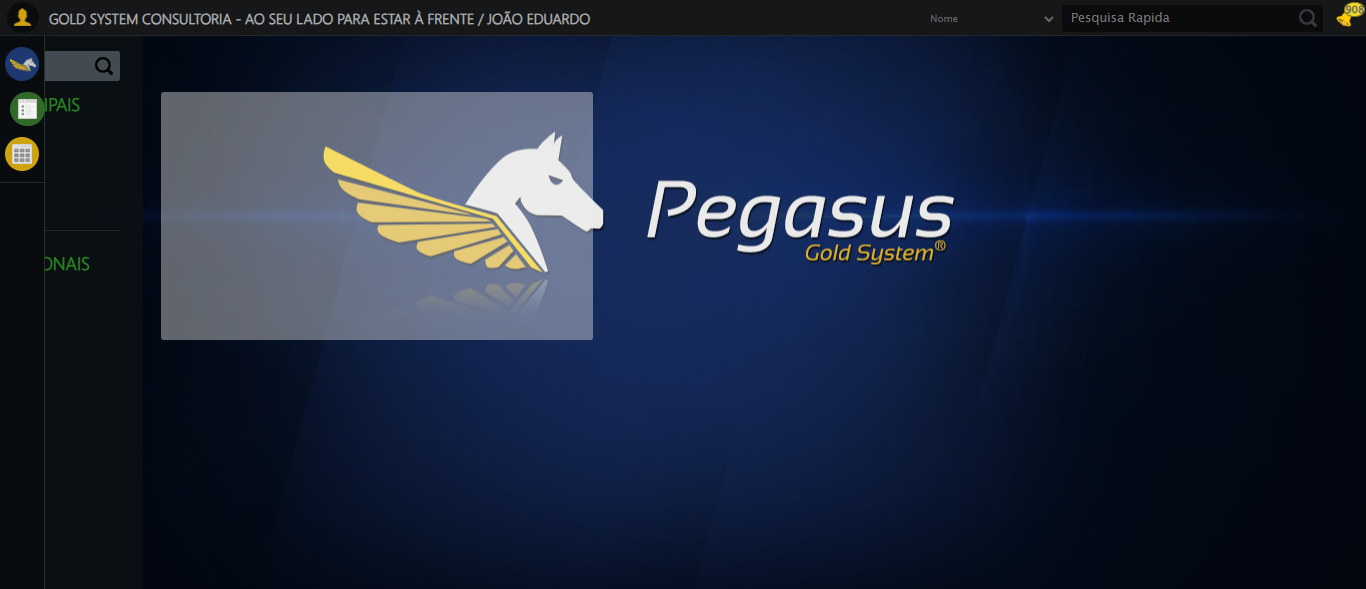 GOLD SYSTEM CONSULTORIA - AO SEU LADO PARA ESTAR À FRENTE / JOÃO EDUARDO
Nome
Pesquisa Rapida
908
IPAIS
ONAIS
Pegasus
Gold System®